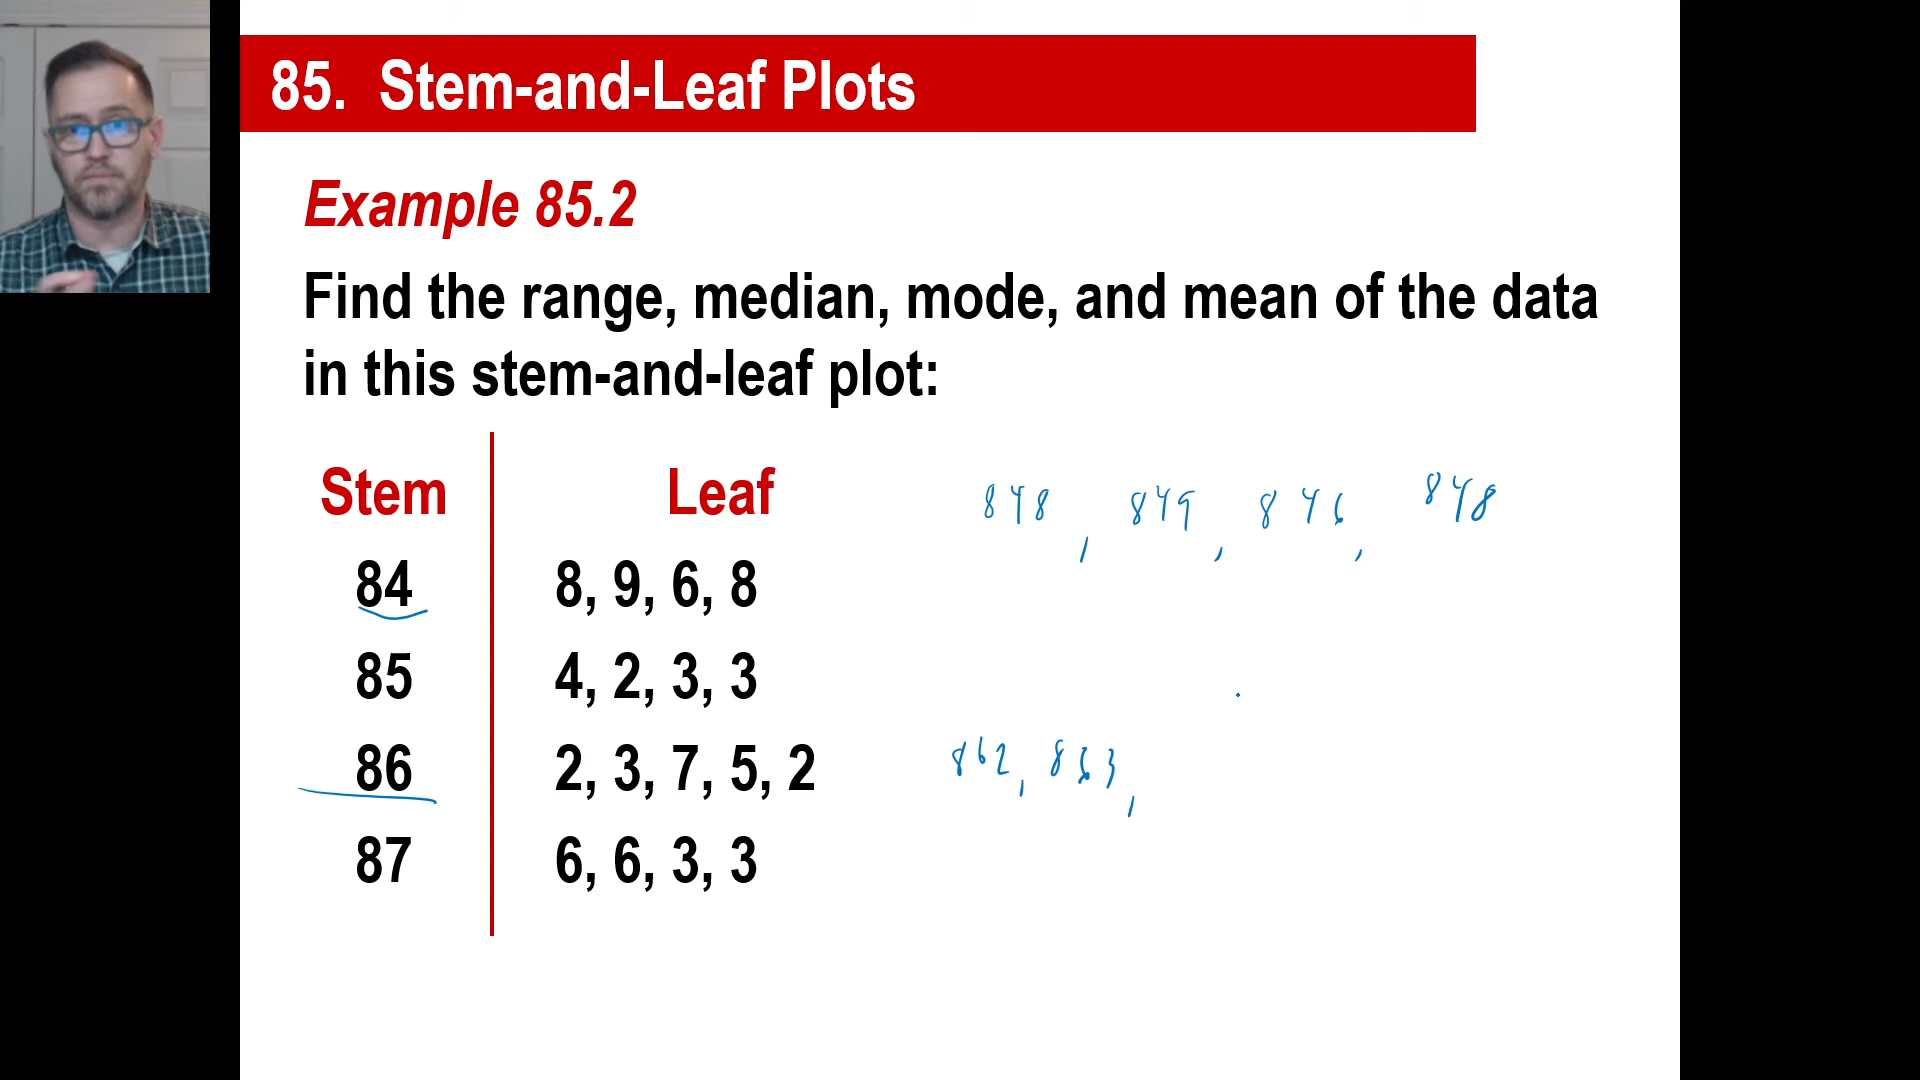 85. Stem-and-Leaf Plots
Example 85.2
Find the range, median, mode, and mean of the data
in this stem-and-leaf plot:
Stem Leaf
848, 849, 846, 848
84 8, 9, 6, 8
85 4, 2, 3, 3
86 2, 3, 7, 5, 2
862, 863,
87 6, 6, 3, 3